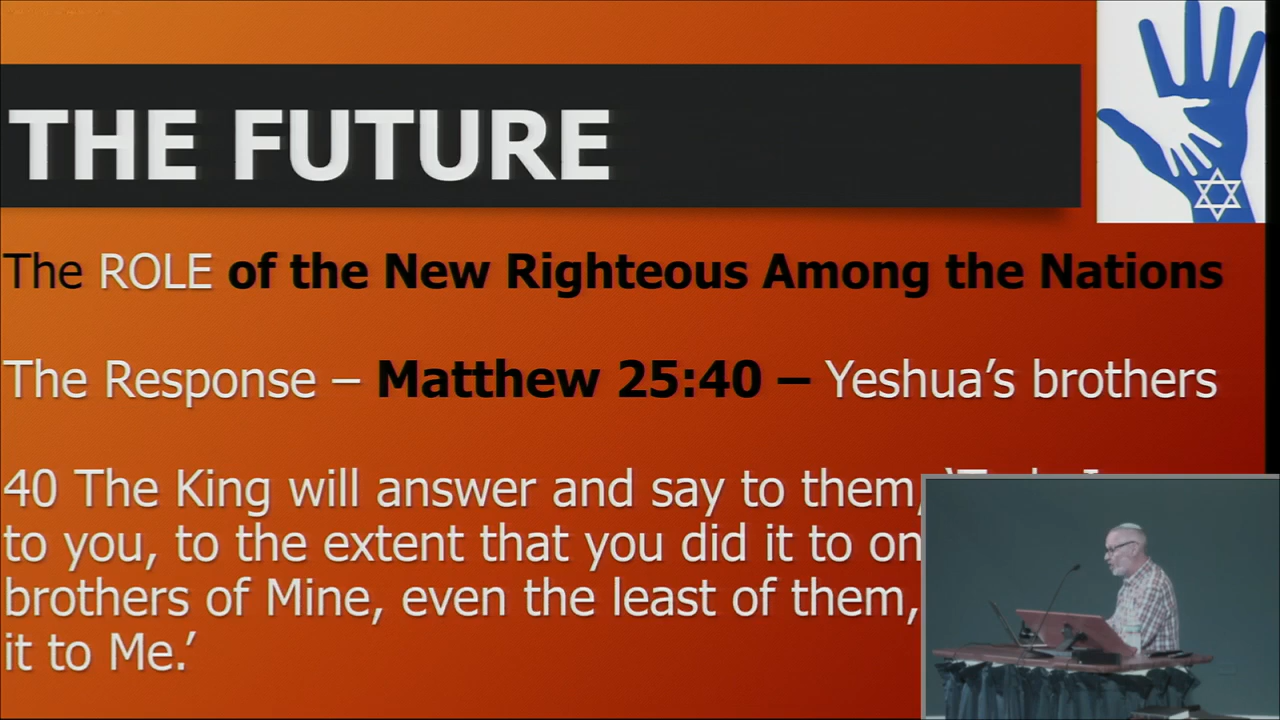 THE FUTURE
The ROLE of the New Righteous Among the Nations
The Response – Matthew 25:40 – Yeshua’s brothers
40 The King will answer and say to them,
to you, to the extent that you did it to on
brothers of Mine, even the least of them,
it to Me.’